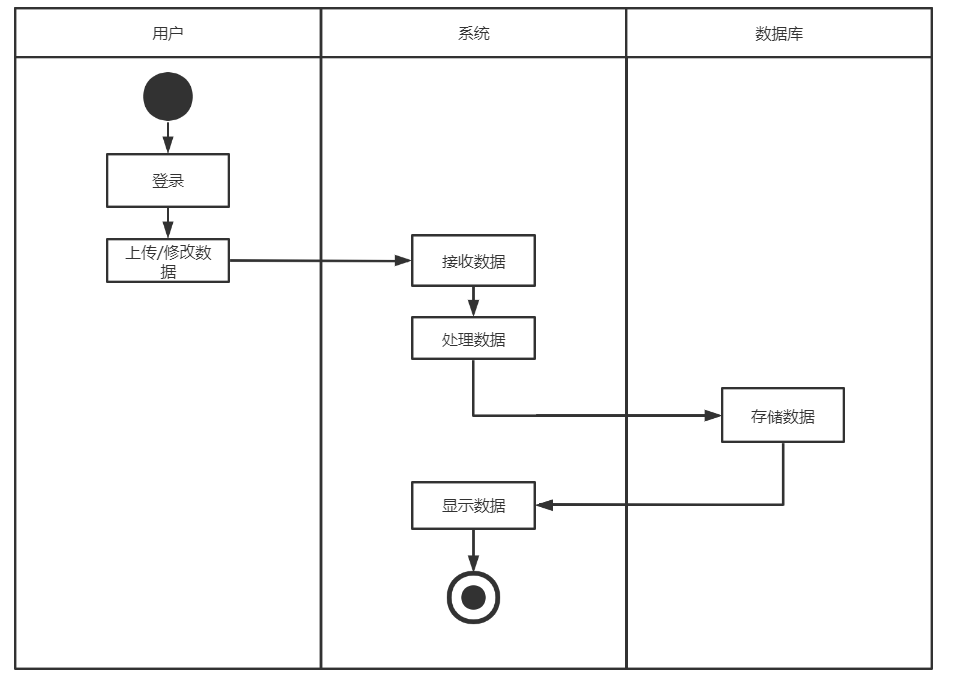 用户
系统
数据库
登录
上传/修改数
据
接收数据
处理数据
存储数据
显示数据